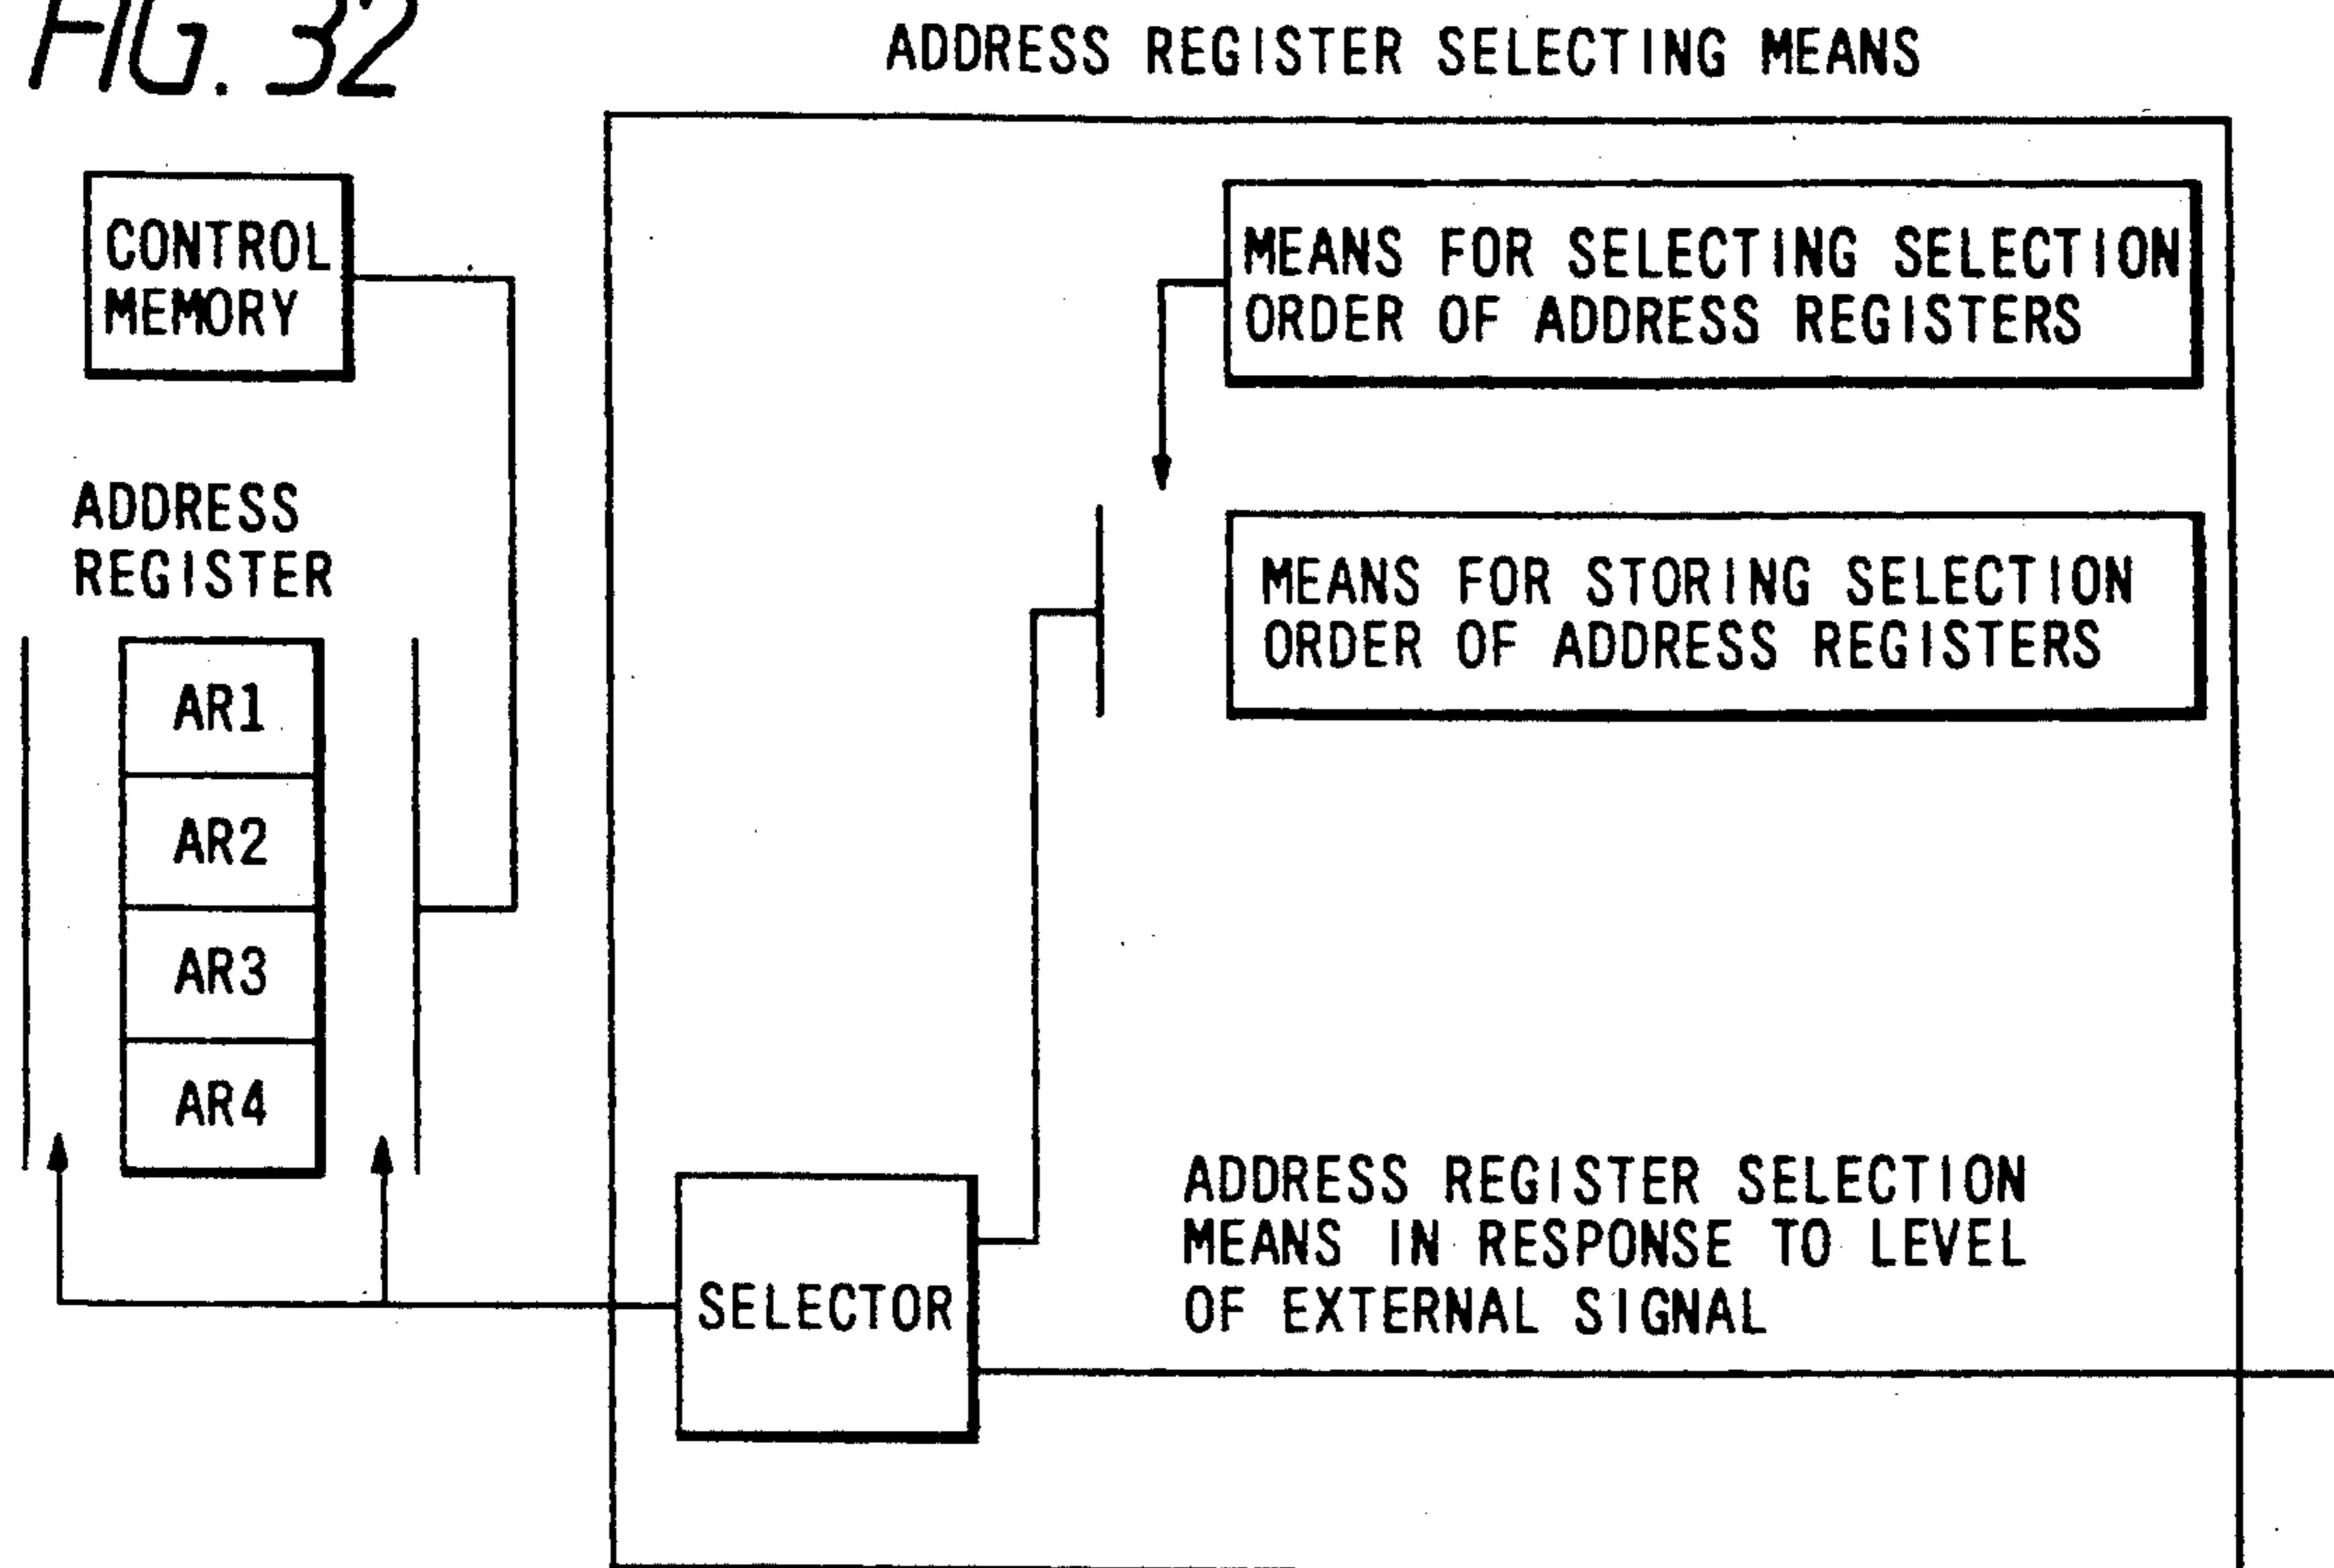 FIG. 32
ADDRESS REGISTER SELECTING MEANS
CONTROL
MEMORY
MEANS FOR SELECTING SELECTION
ORDER OF ADDRESS REGISTERS
ADDRESS
REGISTER
MEANS FOR STORING SELECTION
ORDER OF ADDRESS REGISTERS
AR1
AR2
AR3
AR4
SELECTOR
ADDRESS REGISTER SELECTION
MEANS IN RESPONSE TO LEVEL
OF EXTERNAL SIGNAL